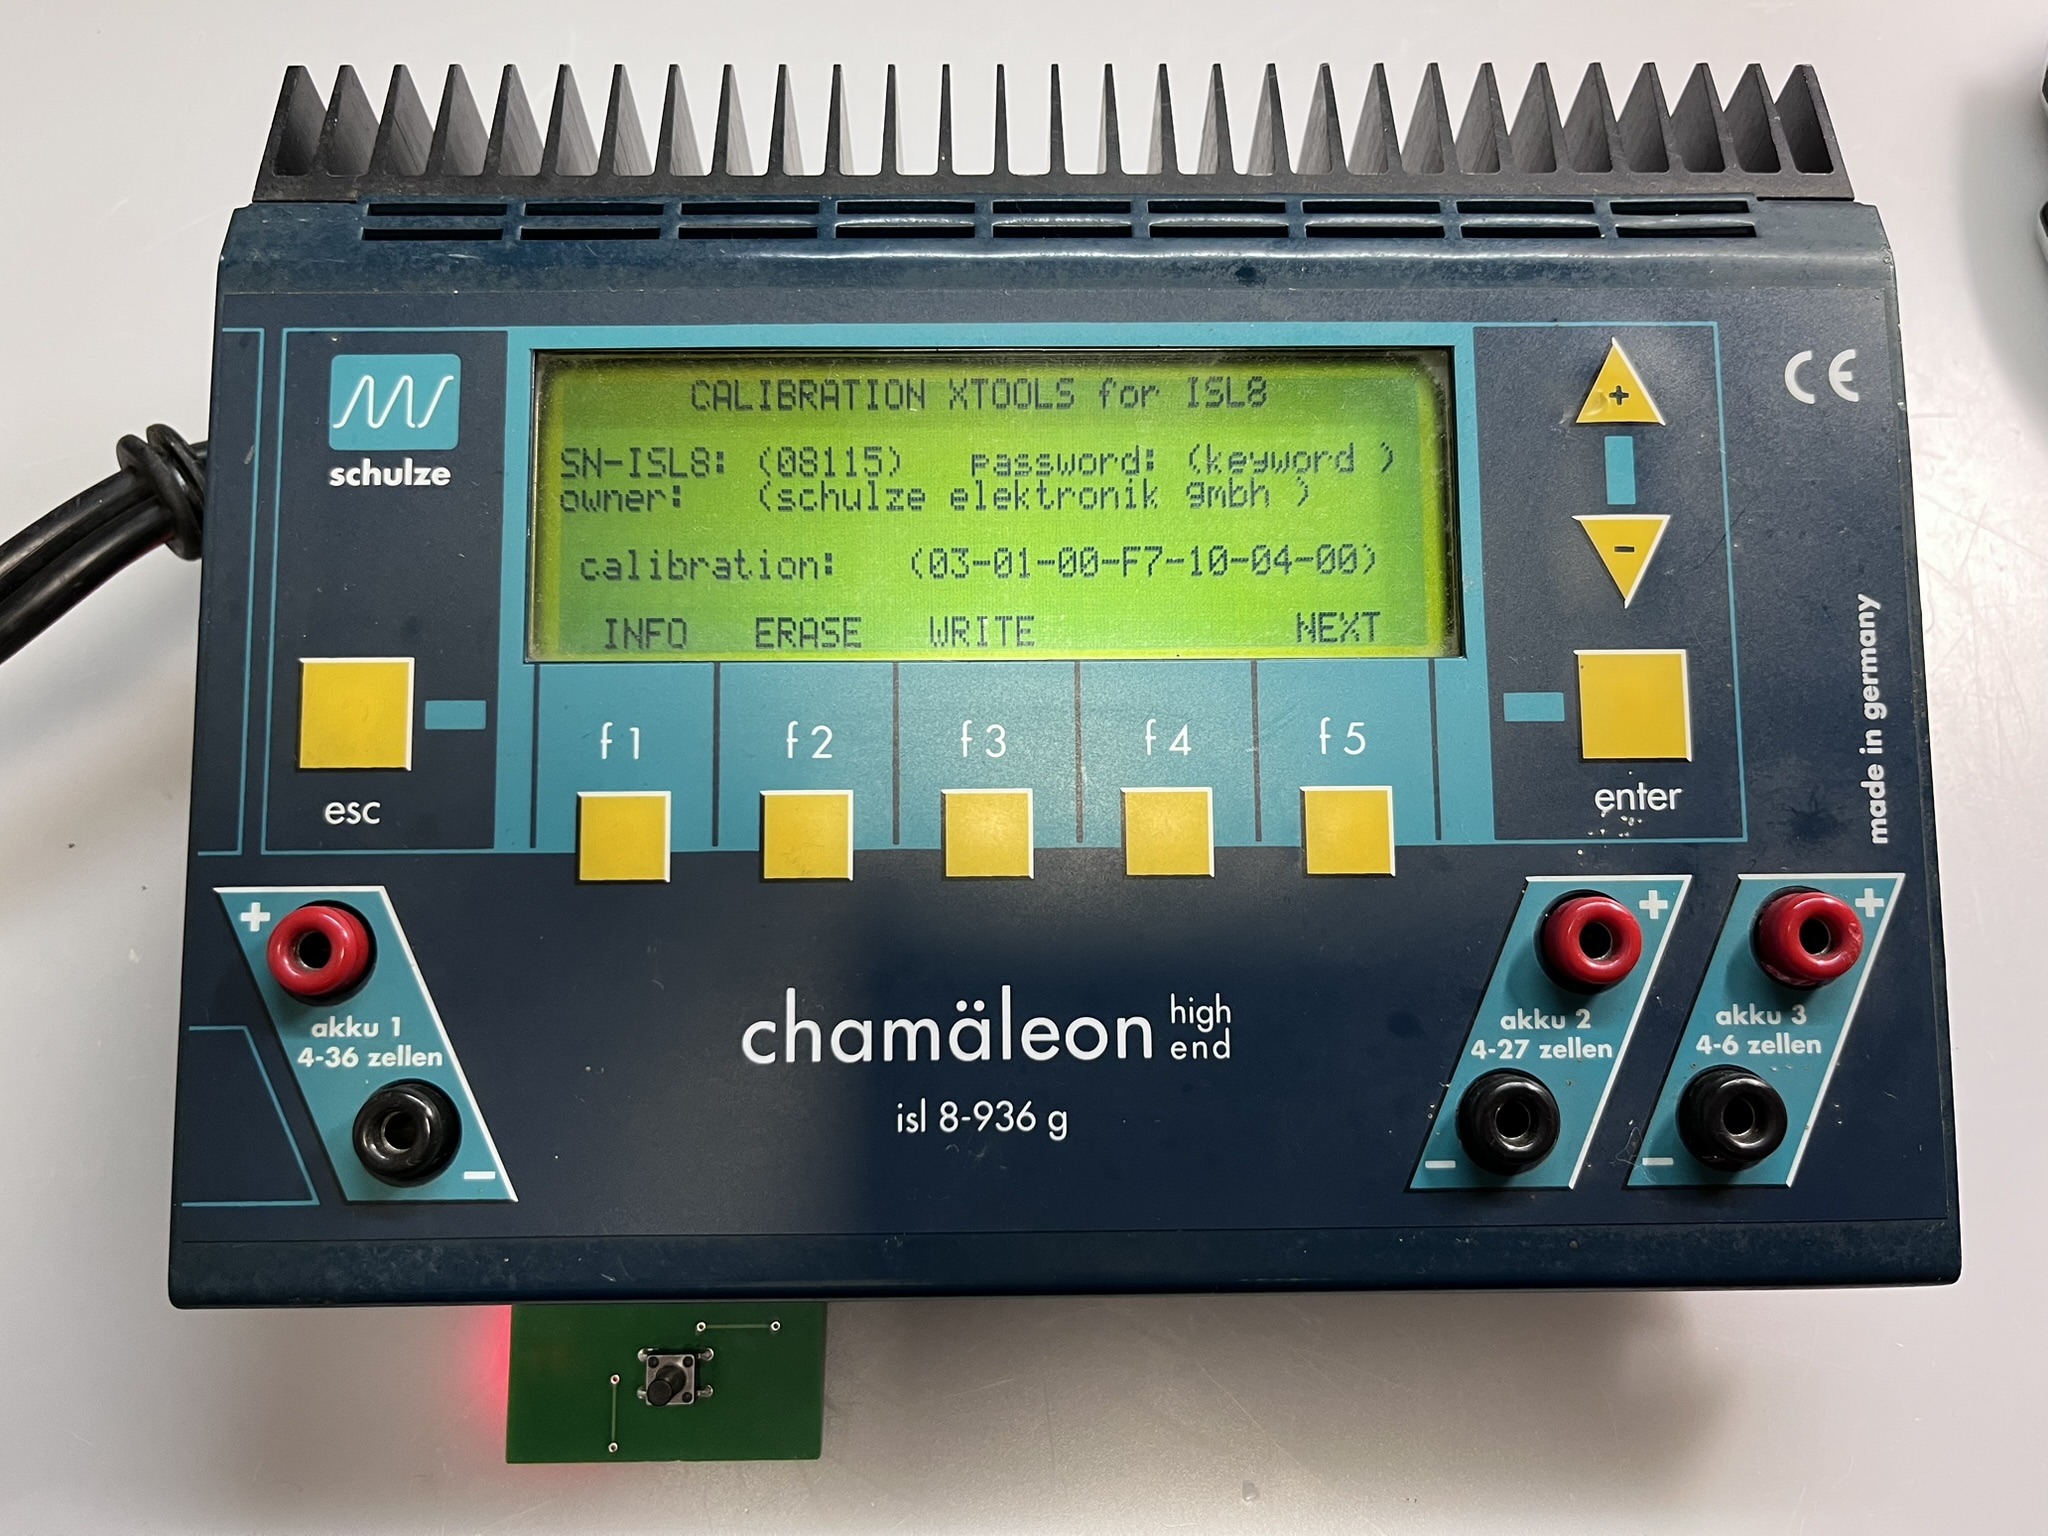 CALIBRATION XTOOLS for ISL8
SN-ISL8: (08115) password: (keyword )
owner: (schulze elektronik gmbh )
calibration: (03-01-00-F7-10-04-00)
INFO ERASE WRITE NEXT
schulze
CE
+
-
made in germany
esc
f1 f2 f3 f4 f5
enter
+
akku 1
4-36 zellen
-
chamäleon high end
isl 8-936 g
+
akku 2
4-27 zellen
-
+
akku 3
4-6 zellen
-